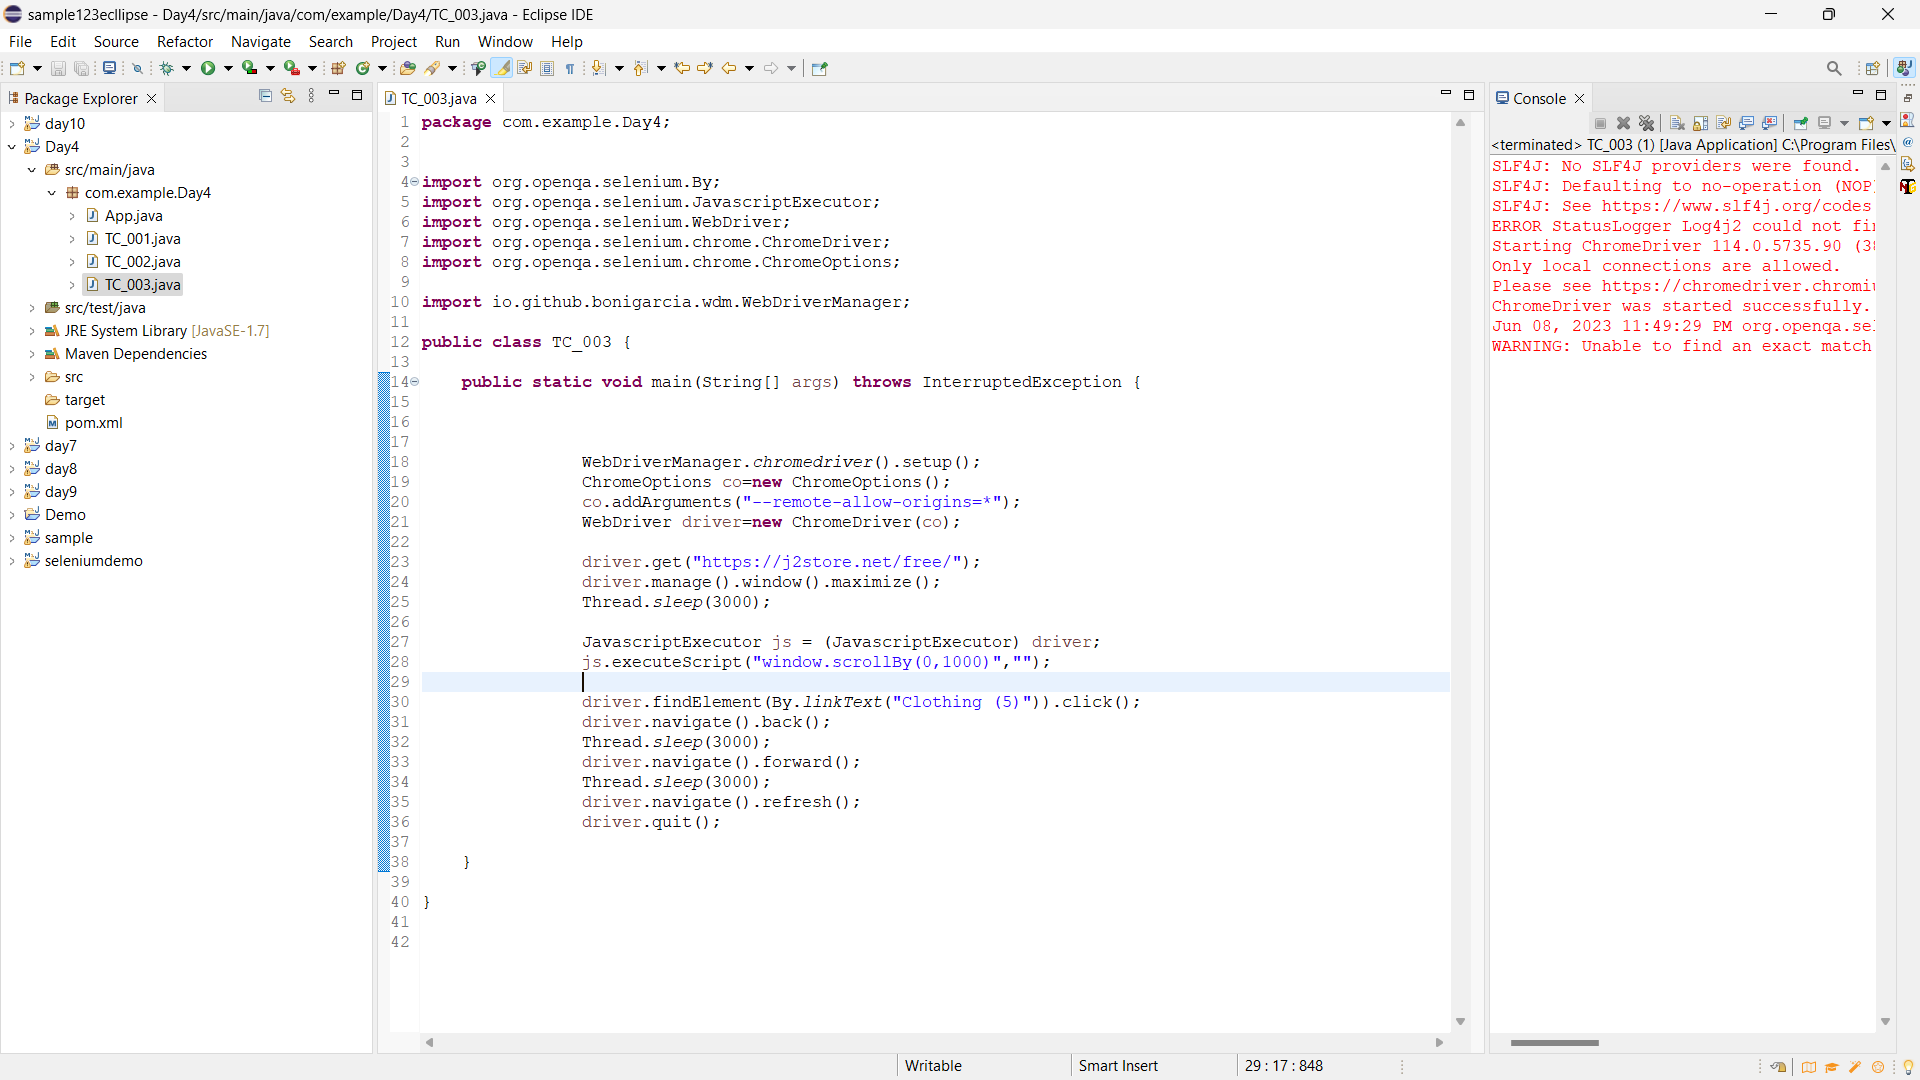 sample123ecllipse - Day4/src/main/java/com/example/Day4/TC_003.java - Eclipse IDE
File Edit Source Refactor Navigate Search Project Run Window Help
Package Explorer
day10
Day4
src/main/java
com.example.Day4
App.java
TC_001.java
TC_002.java
TC_003.java
src/test/java
JRE System Library [JavaSE-1.7]
Maven Dependencies
src
target
pom.xml
day7
day8
day9
Demo
sample
seleniumdemo
TC_003.java
1 package com.example.Day4;
2
3
4 import org.openqa.selenium.By;
5 import org.openqa.selenium.JavascriptExecutor;
6 import org.openqa.selenium.WebDriver;
7 import org.openqa.selenium.chrome.ChromeDriver;
8 import org.openqa.selenium.chrome.ChromeOptions;
9
10 import io.github.bonigarcia.wdm.WebDriverManager;
11
12 public class TC_003 {
13
14 public static void main(String[] args) throws InterruptedException {
15
16
17
18 WebDriverManager.chromedriver().setup();
19 ChromeOptions co=new ChromeOptions();
20 co.addArguments("--remote-allow-origins=*");
21 WebDriver driver=new ChromeDriver(co);
22
23 driver.get("https://j2store.net/free/");
24 driver.manage().window().maximize();
25 Thread.sleep(3000);
26
27 JavascriptExecutor js = (JavascriptExecutor) driver;
28 js.executeScript("window.scrollBy(0,1000)","");
29
30 driver.findElement(By.linkText("Clothing (5)")).click();
31 driver.navigate().back();
32 Thread.sleep(3000);
33 driver.navigate().forward();
34 Thread.sleep(3000);
35 driver.navigate().refresh();
36 driver.quit();
37
38 }
39
40 }
41
42
Console
<terminated> TC_003 (1) [Java Application] C:\Program Files\
SLF4J: No SLF4J providers were found.
SLF4J: Defaulting to no-operation (NOP)
SLF4J: See https://www.slf4j.org/codes
ERROR StatusLogger Log4j2 could not fin
Starting ChromeDriver 114.0.5735.90 (38
Only local connections are allowed.
Please see https://chromedriver.chromiu
ChromeDriver was started successfully.
Jun 08, 2023 11:49:29 PM org.openqa.sel
WARNING: Unable to find an exact match
Writable
Smart Insert
29 : 17 : 848